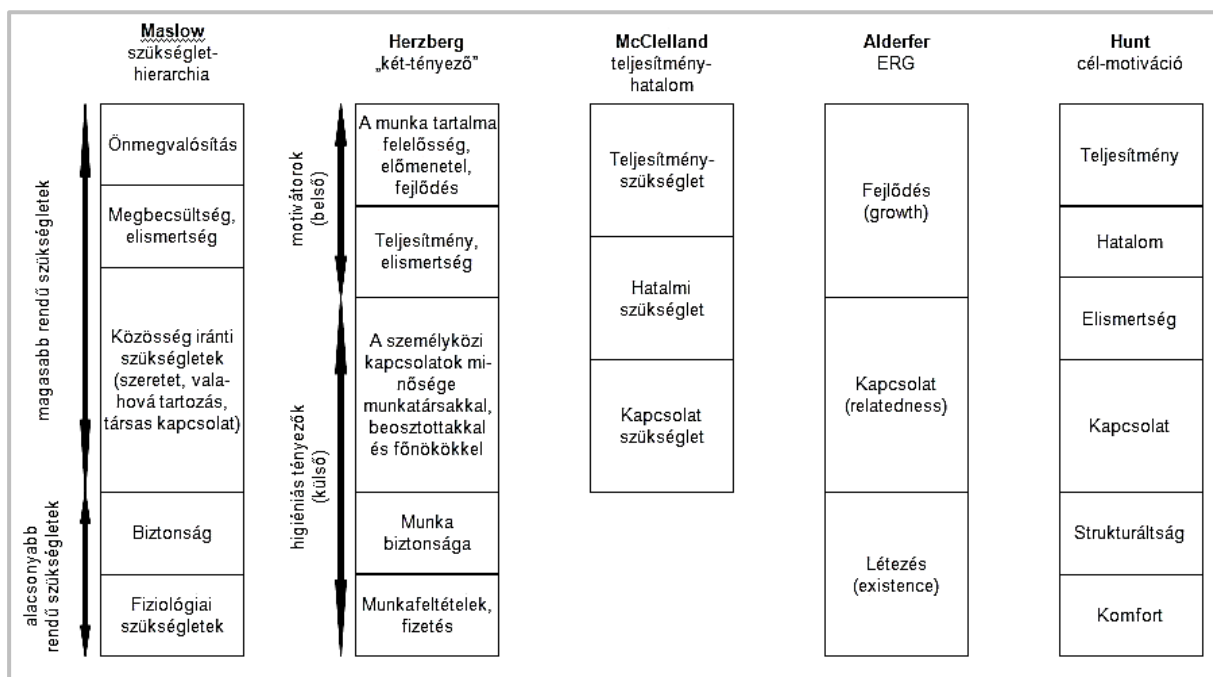 Maslow
szükséglet-
hierarchia
magasabb rendű szükségletek
alacsonyabb
rendű szükségletek
Önmegvalósítás
Megbecsültség,
elismertség
Közösség iránti
szükségletek
(szeretet, vala-
hová tartozás,
társas kapcsolat)
Biztonság
Fiziológiai
szükségletek
Herzberg
„két-tényező”
motivátorok
(belső)
higiéniás tényezők
(külső)
A munka tartalma
felelősség,
előmenetel,
fejlődés
Teljesítmény,
elismertség
A személyközi
kapcsolatok mi-
nősége
munkatársakkal,
beosztottakkal
és főnökökkel
Munka
biztonsága
Munkafeltételek,
fizetés
McClelland
teljesítmény-
hatalom
Teljesítmény-
szükséglet
Hatalmi
szükséglet
Kapcsolat
szükséglet
Alderfer
ERG
Fejlődés
(growth)
Kapcsolat
(relatedness)
Létezés
(existence)
Hunt
cél-motiváció
Teljesítmény
Hatalom
Elismertség
Kapcsolat
Strukturáltság
Komfort